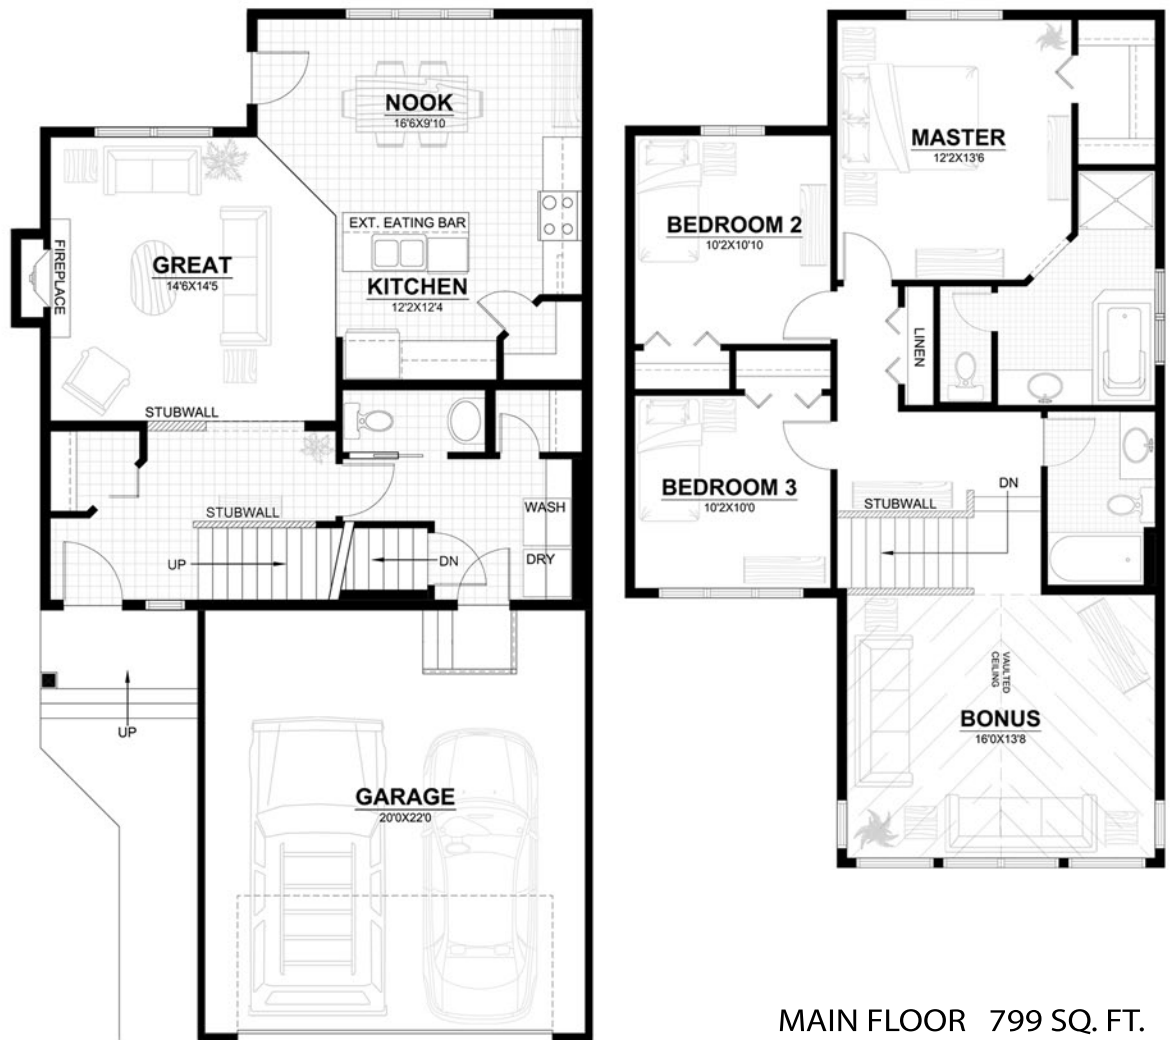 NOOK
16'6X9'10
EXT. EATING BAR
KITCHEN
12'2X12'4
GREAT
14'6X14'5
FIREPLACE
STUBWALL
STUBWALL
UP
DN
WASH
DRY
UP
GARAGE
20'0X22'0
MASTER
12'2X13'6
BEDROOM 2
10'2X10'10
LINEN
BEDROOM 3
10'2X10'0
DN
STUBWALL
VAULTED
CEILING
BONUS
16'0X13'8
MAIN FLOOR 799 SQ. FT.